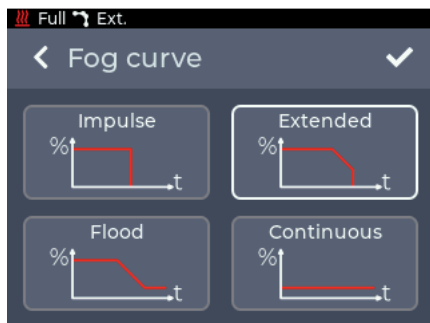 Full Ext.
Fog curve
Impulse
%
t
Extended
%
t
Flood
%
t
Continuous
%
t